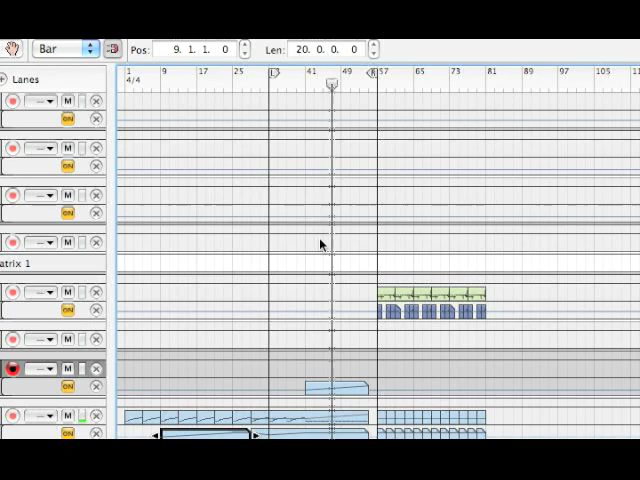 Bar Pos: 9. 1. 1. 0 Len: 20. 0. 0. 0
Lanes 1 9 17 25 L 41 49 R 57 65 73 81 89 97 105
4/4
M
ON
M
ON
M
ON
M
atrix 1
M
ON
M
M
ON
M
ON